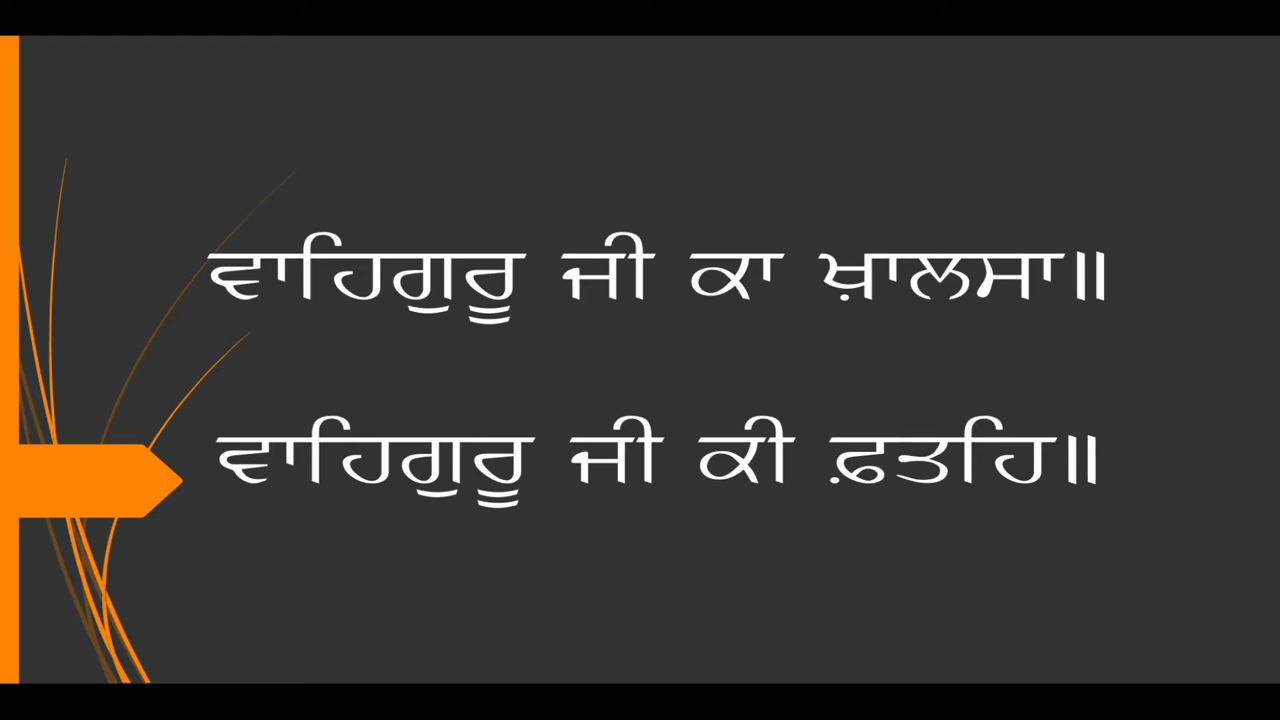 ਵਾਹਿਗੁਰੂ ਜੀ ਕਾ ਖ਼ਾਲਸਾ॥
ਵਾਹਿਗੁਰੂ ਜੀ ਕੀ ਫ਼ਤਹਿ॥